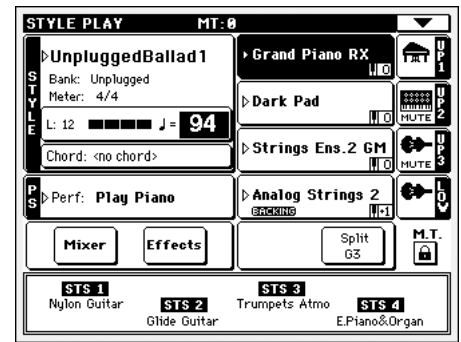 STYLE PLAY MT:0
STYLE
UnpluggedBallad1
Bank: Unplugged
Meter: 4/4
L: 12 ♩= 94
Chord: <no chord>
Grand Piano RX
0
UP1
Dark Pad
0
MUTE
UP2
Strings Ens.2 GM
0
MUTE
UP3
PS
Perf: Play Piano
Analog Strings 2
BACKING
+1
LOW
Mixer
Effects
Split
G3
M.T.
STS 1
Nylon Guitar
STS 2
Glide Guitar
STS 3
Trumpets Atmo
STS 4
E.Piano&Organ